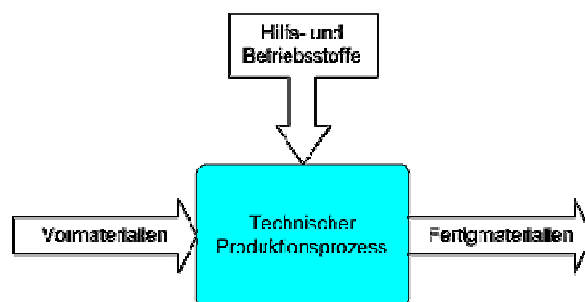 Hilfs- und
Betriebsstoffe
Vormaterialien
Technischer
Produktionsprozess
Fertigmaterialien